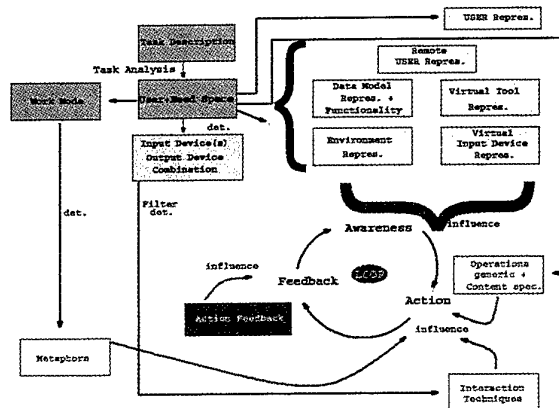 USER Repres.
Task Description
Remote
USER Repres.
Task Analysis
Data Model
Repres. +
Functionality
Virtual Tool
Repres.
Work Mode
User+Need Space
det.
Input Device(s)
Output Device
Combination
Environment
Repres.
Virtual
Input Device
Repres.
det.
Filter
det.
influence
Awareness
influence
Feedback
LOOP
Operations
generic +
Content spec.
Action
Action Feedback
influence
Metaphors
Interaction
Techniques